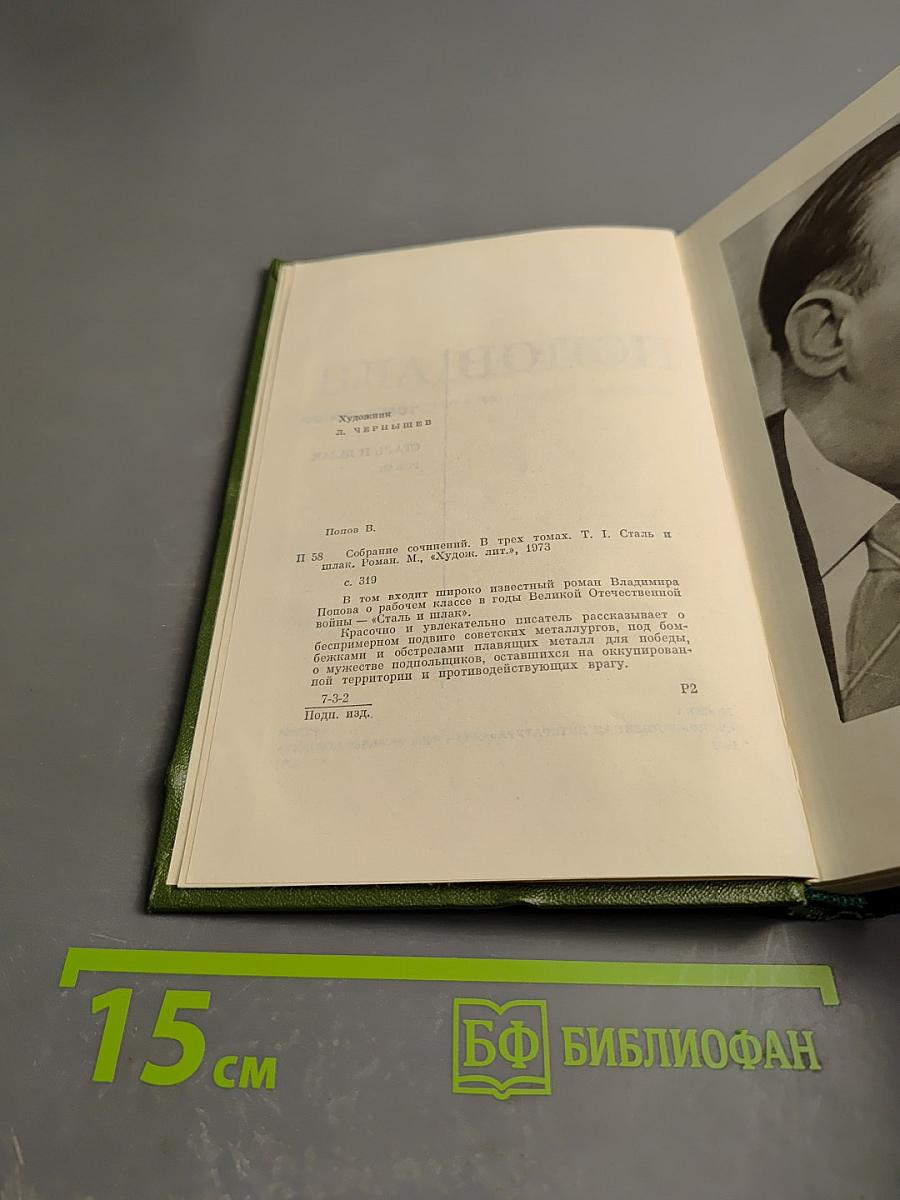 Художник
Л. ЧЕРНЫШЕВ
Попов В.
П 58 Собрание сочинений. В трех томах. Т. I. Сталь и
шлак. Роман. М., «Худож. лит.», 1973
с. 319
В том входит широко известный роман Владимира
Попова о рабочем классе в годы Великой Отечественной
войны — «Сталь и шлак».
Красочно и увлекательно писатель рассказывает о
беспримерном подвиге советских металлургов, под бом-
бежками и обстрелами плавящих металл для победы,
о мужестве подпольщиков, оставшихся на оккупирован-
ной территории и противодействующих врагу.
7-3-2
Подп. изд.
Р2
15 см
БФ БИБЛИОФАН